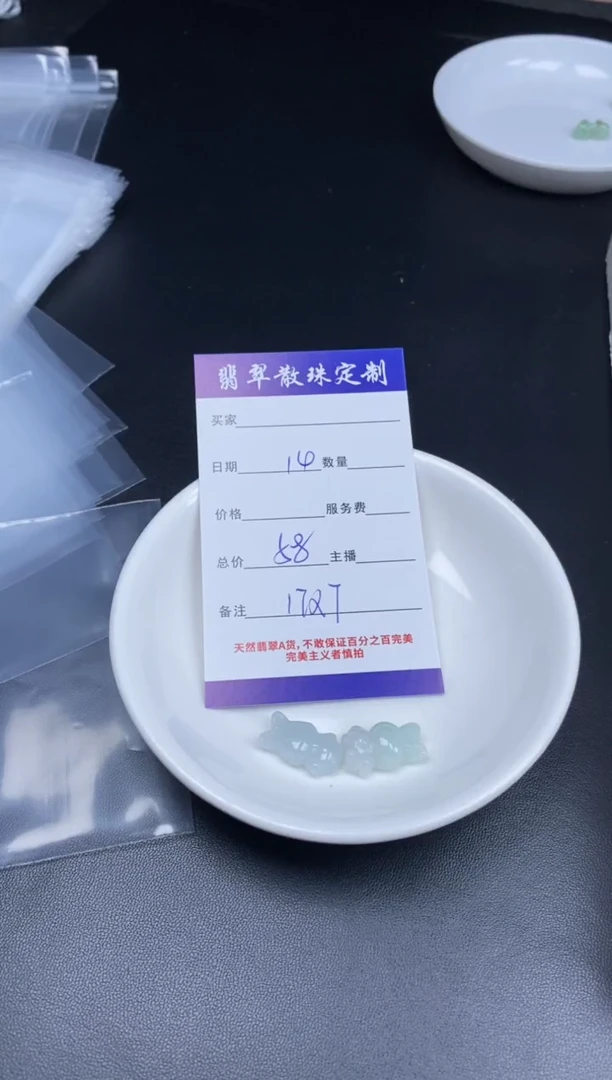 翡翠散珠定制
买家
日期 14 数量
价格 服务费
总价 58 主播
备注 172T
天然翡翠A货，不敢保证百分之百完美
完美主义者慎拍